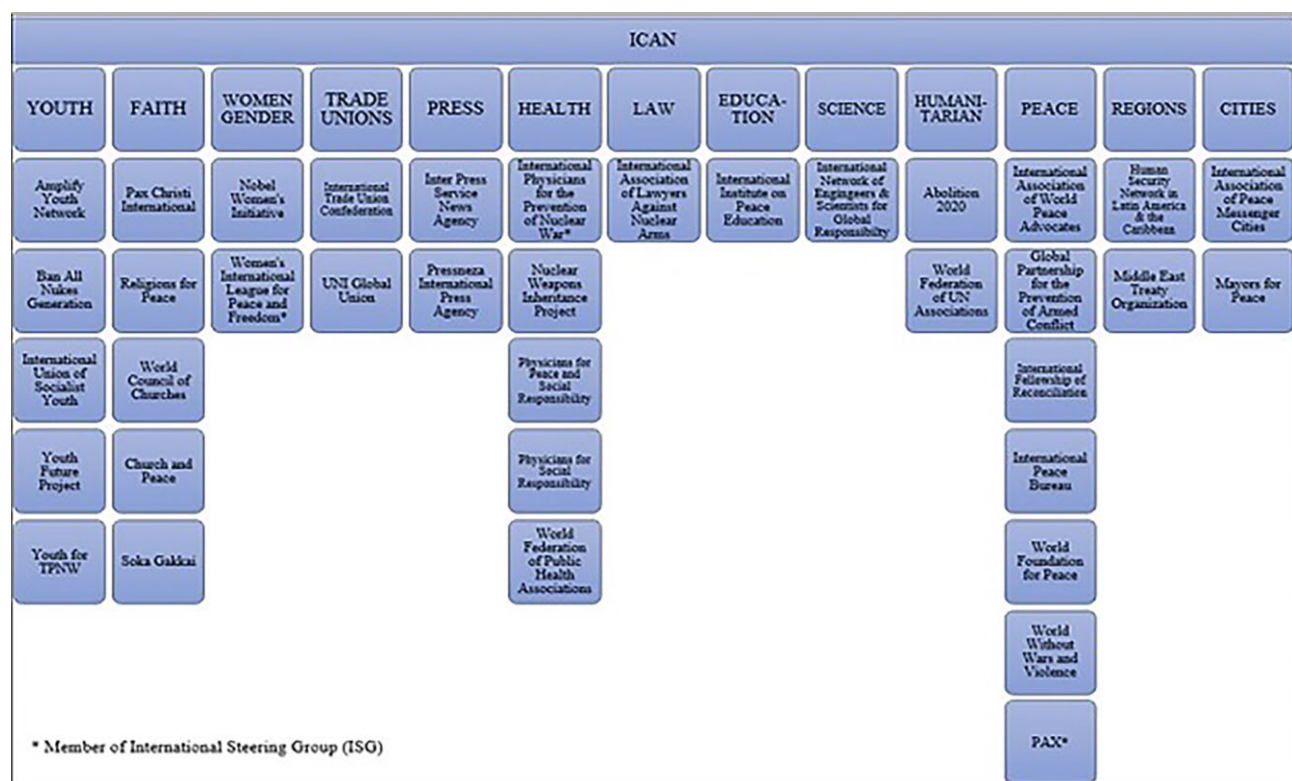 ICAN
YOUTH
FAITH
WOMEN
GENDER
TRADE
UNIONS
PRESS
HEALTH
LAW
EDUCA-
TION
SCIENCE
HUMANI-
TARIAN
PEACE
REGIONS
CITIES
Amplify
Youth
Network
Pax Christi
International
Nobel
Women's
Initiative
International
Trade Union
Confederation
Inter Press
Service
News
Agency
International
Physicians
for the
Prevention
of Nuclear
War*
International
Association
of Lawyers
Against
Nuclear
Arms
International
Institute on
Peace
Education
International
Network of
Engingeers &
Scientists for
Global
Responsibilty
Abolition
2020
International
Association
of World
Peace
Advocates
Human
Security
Network in
Latin America
& the
Caribbean
International
Association
of Peace
Messenger
Cities
Ban All
Nukes
Generation
Religions for
Peace
Women's
International
League for
Peace and
Freedom*
UNI Global
Union
Pressneza
International
Press
Agency
Nuclear
Weapons
Inheritance
Project
World
Federation
of UN
Associations
Global
Partnership
for the
Prevention
of Armed
Conflict
Middle East
Treaty
Organization
Mayors for
Peace
International
Union of
Socialist
Youth
World
Council of
Churches
Physicians for
Peace and
Social
Responsibility
International
Fellowship of
Reconciliation
Youth
Future
Project
Church and
Peace
Physicians for
Social
Responsibility
International
Peace
Bureau
Youth for
TPNW
Soka Gakkai
World
Federation
of Public
Health
Associations
World
Foundation
for Peace
World
Without
Wars and
Violence
PAX*
* Member of International Steering Group (ISG)